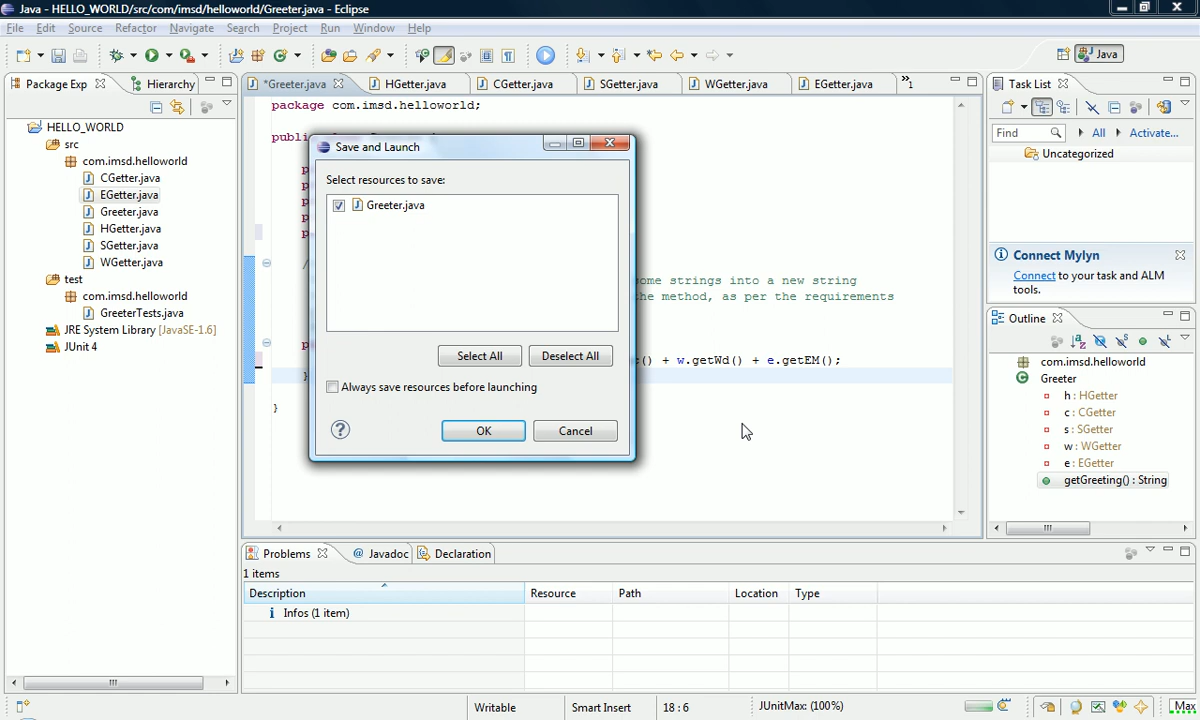 Java - HELLO_WORLD/src/com/imsd/helloworld/Greeter.java - Eclipse
File Edit Source Refactor Navigate Search Project Run Window Help
Java
Package Exp Hierarchy
HELLO_WORLD
src
com.imsd.helloworld
CGetter.java
EGetter.java
Greeter.java
HGetter.java
SGetter.java
WGetter.java
test
com.imsd.helloworld
GreeterTests.java
JRE System Library [JavaSE-1.6]
JUnit 4
*Greeter.java HGetter.java CGetter.java SGetter.java WGetter.java EGetter.java »1
package com.imsd.helloworld;
publi
p
p
p
p
p
/
ome strings into a new string
he method, as per the requirements
p
() + w.getWd() + e.getEM();
}
}
Save and Launch
Select resources to save:
Greeter.java
Select All Deselect All
Always save resources before launching
? OK Cancel
Task List
Find All Activate...
Uncategorized
Connect Mylyn
Connect to your task and ALM
tools.
Outline
com.imsd.helloworld
Greeter
h : HGetter
c : CGetter
s : SGetter
w : WGetter
e : EGetter
getGreeting() : String
Problems @ Javadoc Declaration
1 items
Description Resource Path Location Type
i Infos (1 item)
Writable Smart Insert 18 : 6 JUnitMax: (100%) Max